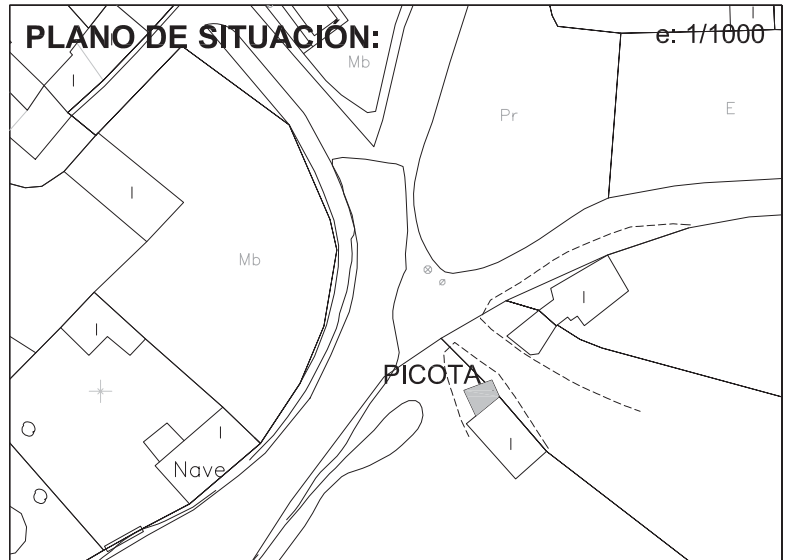 PLANO DE SITUACIÓN:
e: 1/1000
I
Mb
I
Pr
E
I
Mb
I
I
PICOTA
I
Nave
I